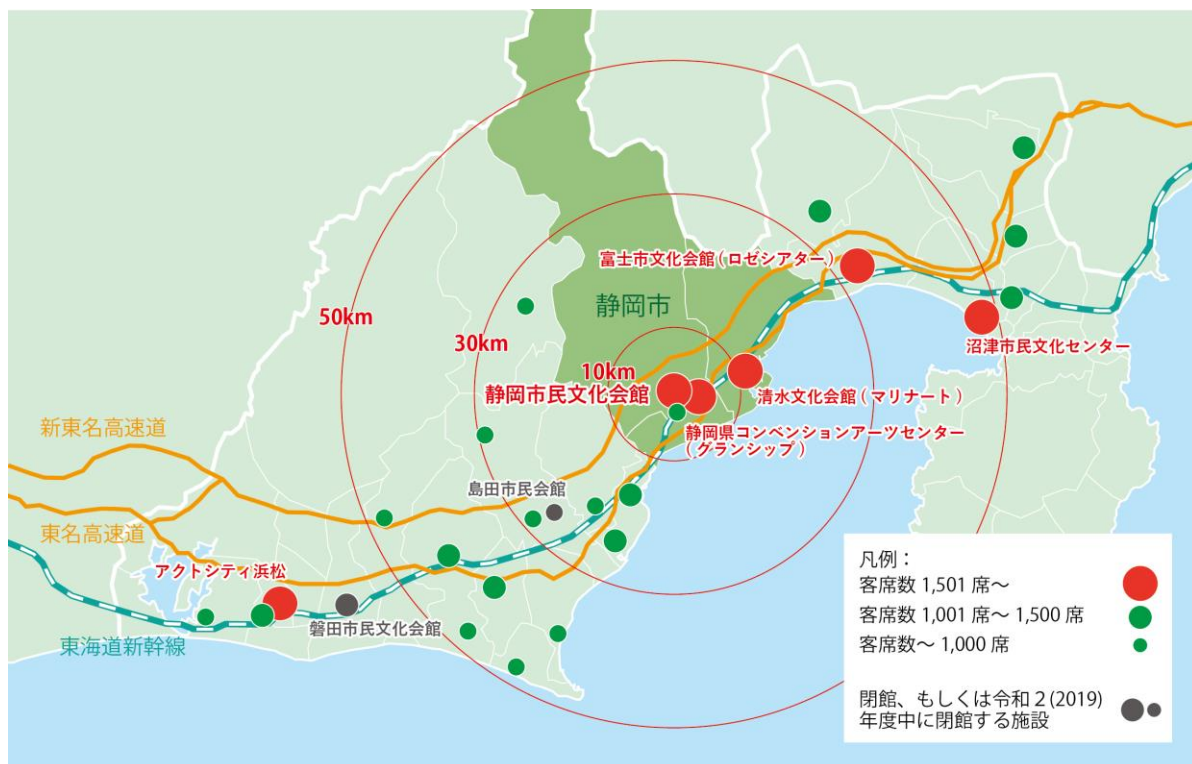 富士市文化会館(ロゼシアター)
50km
静岡市
30km
沼津市民文化センター
10km
静岡市民文化会館
清水文化会館(マリナート)
新東名高速道
静岡県コンベンションアーツセンター
(グランシップ)
島田市民会館
東名高速道
アクトシティ浜松
磐田市民文化会館
東海道新幹線
凡例：
客席数 1,501 席～
客席数 1,001 席～ 1,500 席
客席数～ 1,000 席
閉館、もしくは令和２(2019)
年度中に閉館する施設